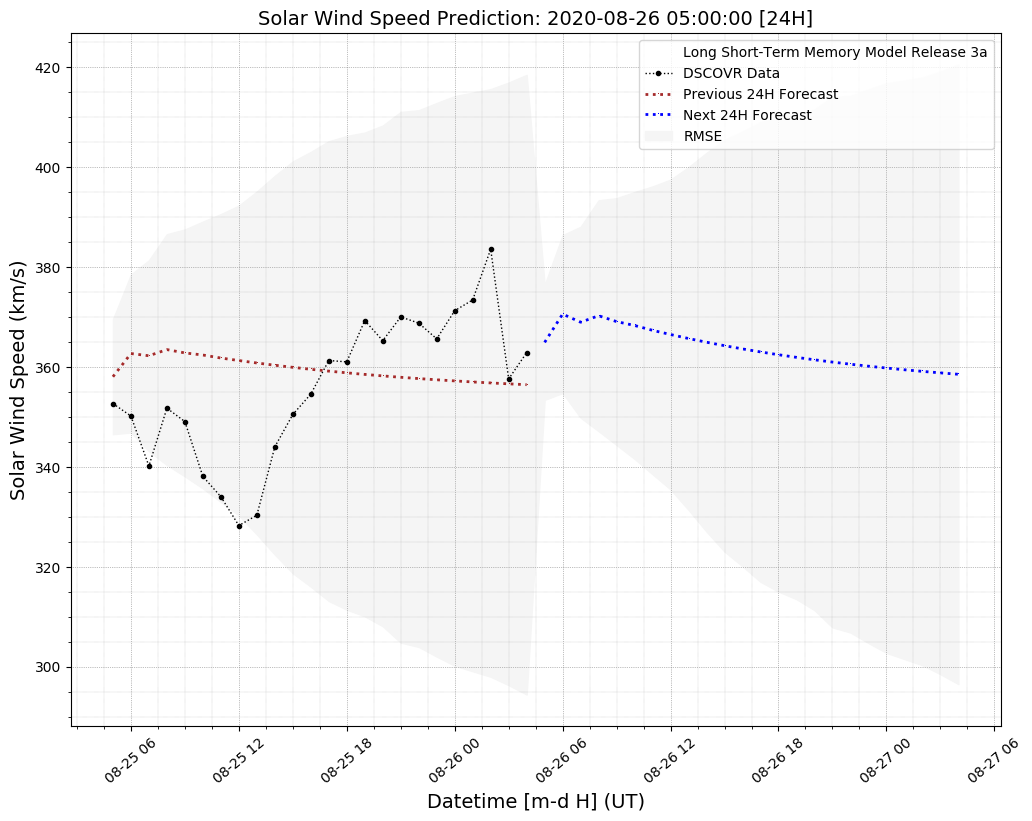 Solar Wind Speed Prediction: 2020-08-26 05:00:00 [24H]
Long Short-Term Memory Model Release 3a
DSCOVR Data
Previous 24H Forecast
Next 24H Forecast
RMSE
Solar Wind Speed (km/s)
420
400
380
360
340
320
300
08-25 06
08-25 12
08-25 18
08-26 00
08-26 06
08-26 12
08-26 18
08-27 00
08-27 06
Datetime [m-d H] (UT)